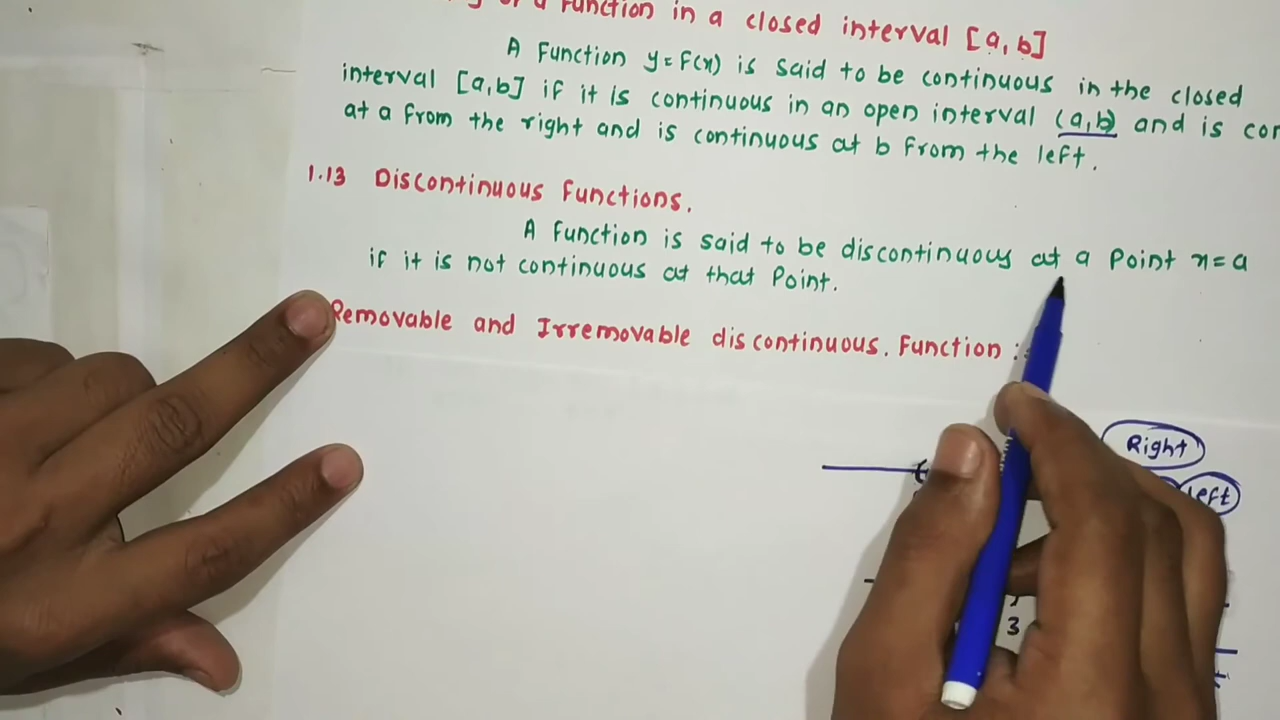 Function in a closed interval [a, b]
A Function y=f(x) is said to be continuous in the closed
interval [a,b] if it is continuous in an open interval (a,b) and is
at a from the right and is continuous at b from the left.
1.13 Discontinuous Functions.
A function is said to be discontinuous at a Point x=a
if it is not continuous at that Point.
Removable and Irremovable discontinuous. Function :
Right
left
3